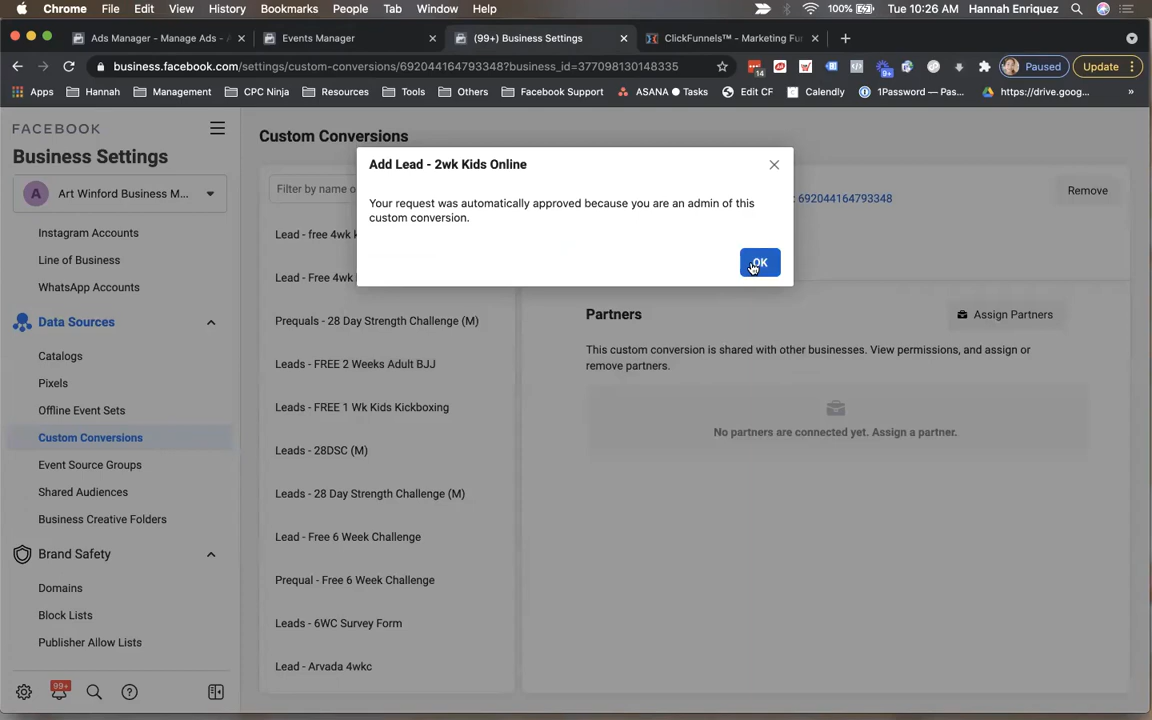 Chrome File Edit View History Bookmarks People Tab Window Help 100% Tue 10:26 AM Hannah Enriquez
Ads Manager - Manage Ads - Events Manager (99+) Business Settings ClickFunnels™ - Marketing Fu
business.facebook.com/settings/custom-conversions/692044164793348?business_id=377098130148335 14 9+ Paused Update
Apps Hannah Management CPC Ninja Resources Tools Others Facebook Support ASANA Tasks Edit CF Calendly 1Password — Pas... https://drive.goog... »
FACEBOOK
Business Settings
A Art Winford Business M...
Instagram Accounts
Line of Business
WhatsApp Accounts
Data Sources
Catalogs
Pixels
Offline Event Sets
Custom Conversions
Event Source Groups
Shared Audiences
Business Creative Folders
Brand Safety
Domains
Block Lists
Publisher Allow Lists
99+
Custom Conversions
Filter by name o
Lead - free 4wk k
Lead - Free 4wk
Prequals - 28 Day Strength Challenge (M)
Leads - FREE 2 Weeks Adult BJJ
Leads - FREE 1 Wk Kids Kickboxing
Leads - 28DSC (M)
Leads - 28 Day Strength Challenge (M)
Lead - Free 6 Week Challenge
Prequal - Free 6 Week Challenge
Leads - 6WC Survey Form
Lead - Arvada 4wkc
Add Lead - 2wk Kids Online
Your request was automatically approved because you are an admin of this
custom conversion.
OK
: 692044164793348
Remove
Partners
Assign Partners
This custom conversion is shared with other businesses. View permissions, and assign or
remove partners.
No partners are connected yet. Assign a partner.